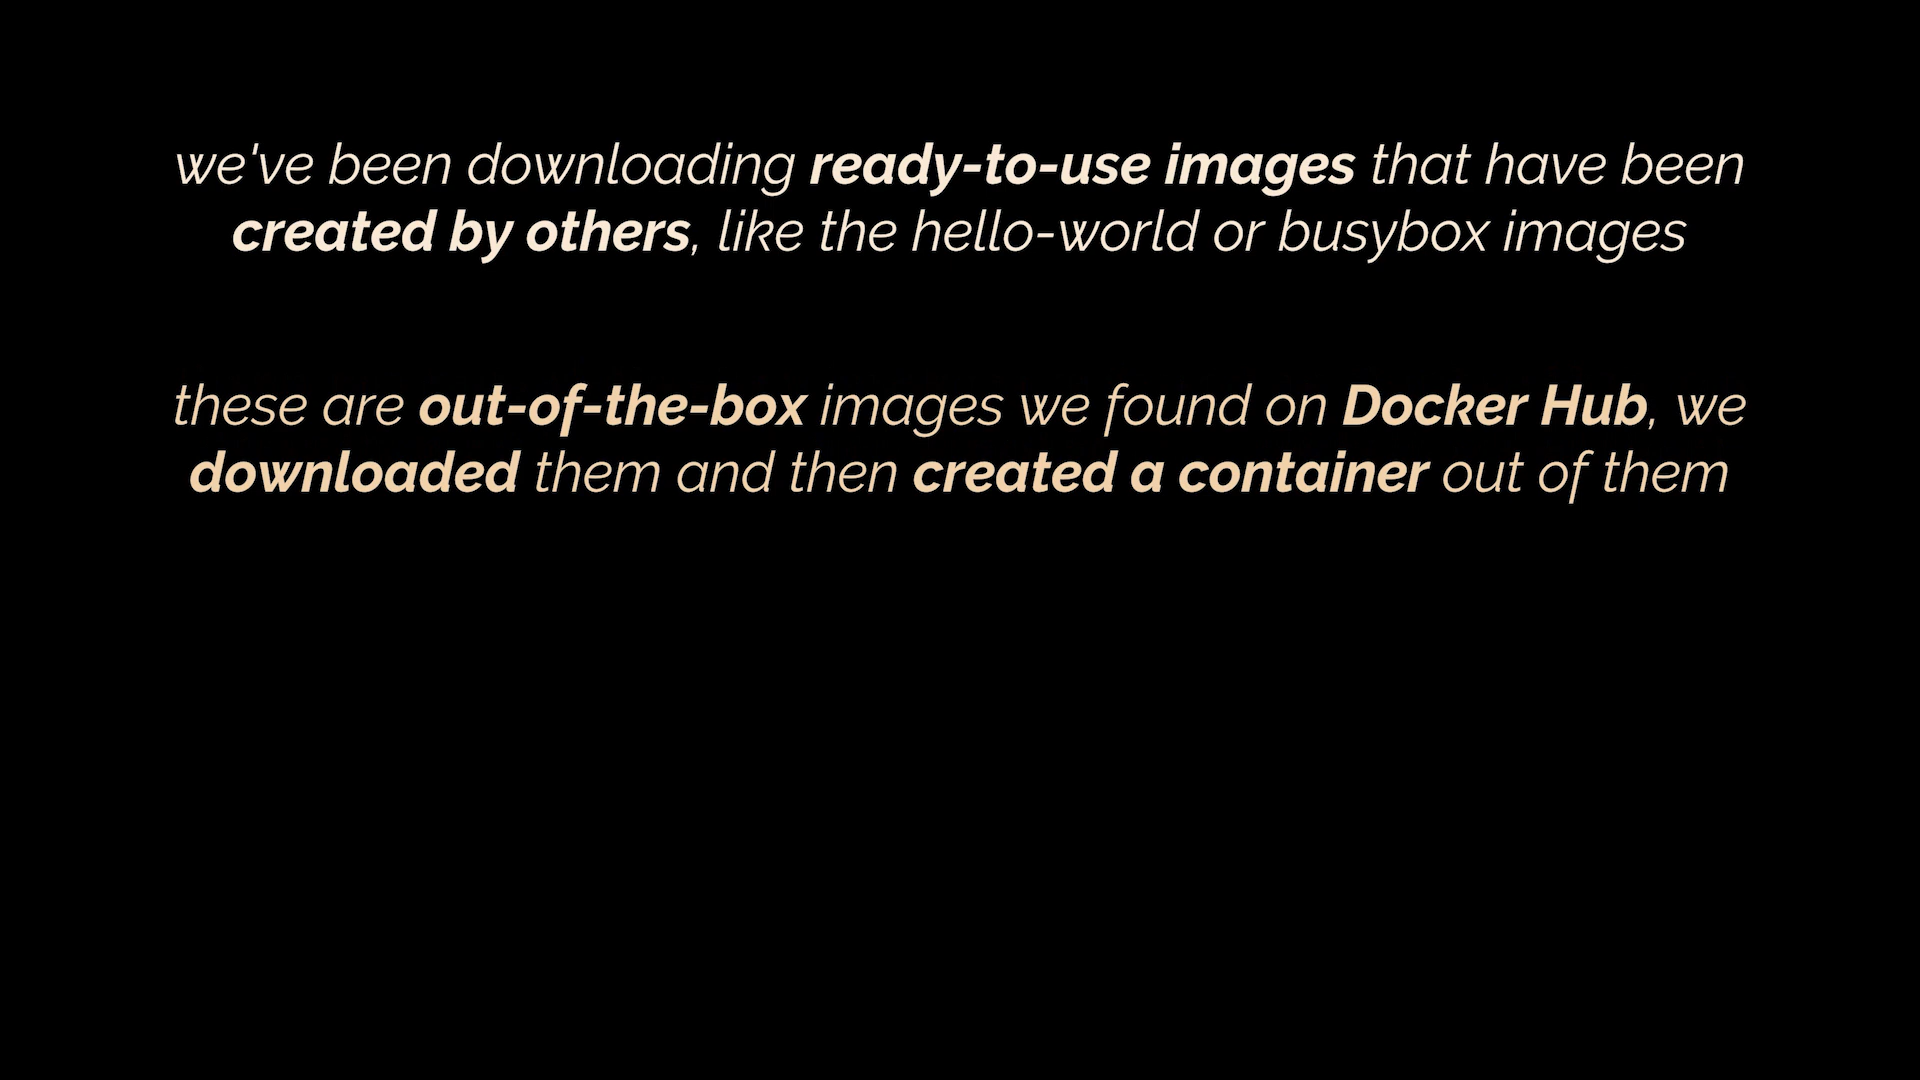 we've been downloading ready-to-use images that have been
created by others, like the hello-world or busybox images
these are out-of-the-box images we found on Docker Hub, we
downloaded them and then created a container out of them